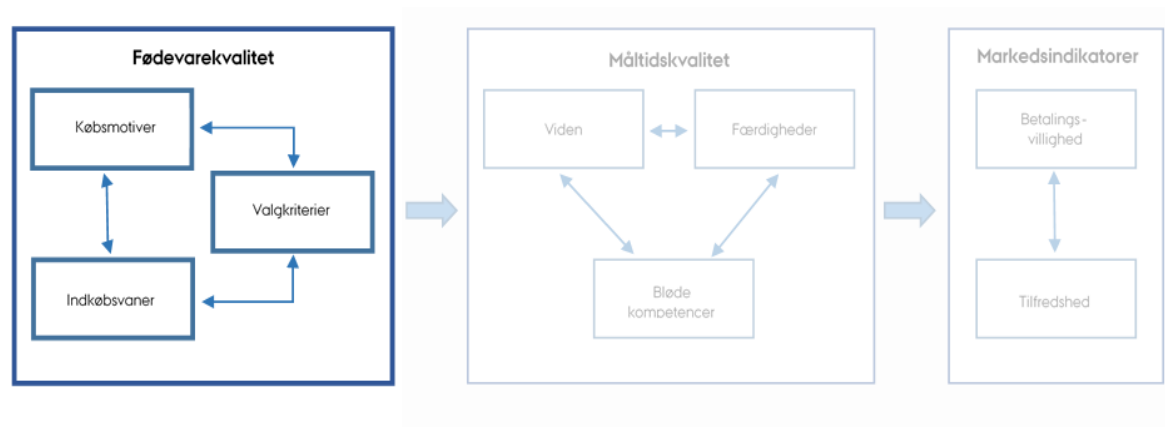 Fødevarekvalitet
Købsmotiver
Valgkriterier
Indkøbsvaner
Måltidskvalitet
Viden
Færdigheder
Bløde
kompetencer
Markedsindikatorer
Betalings-
villighed
Tilfredshed